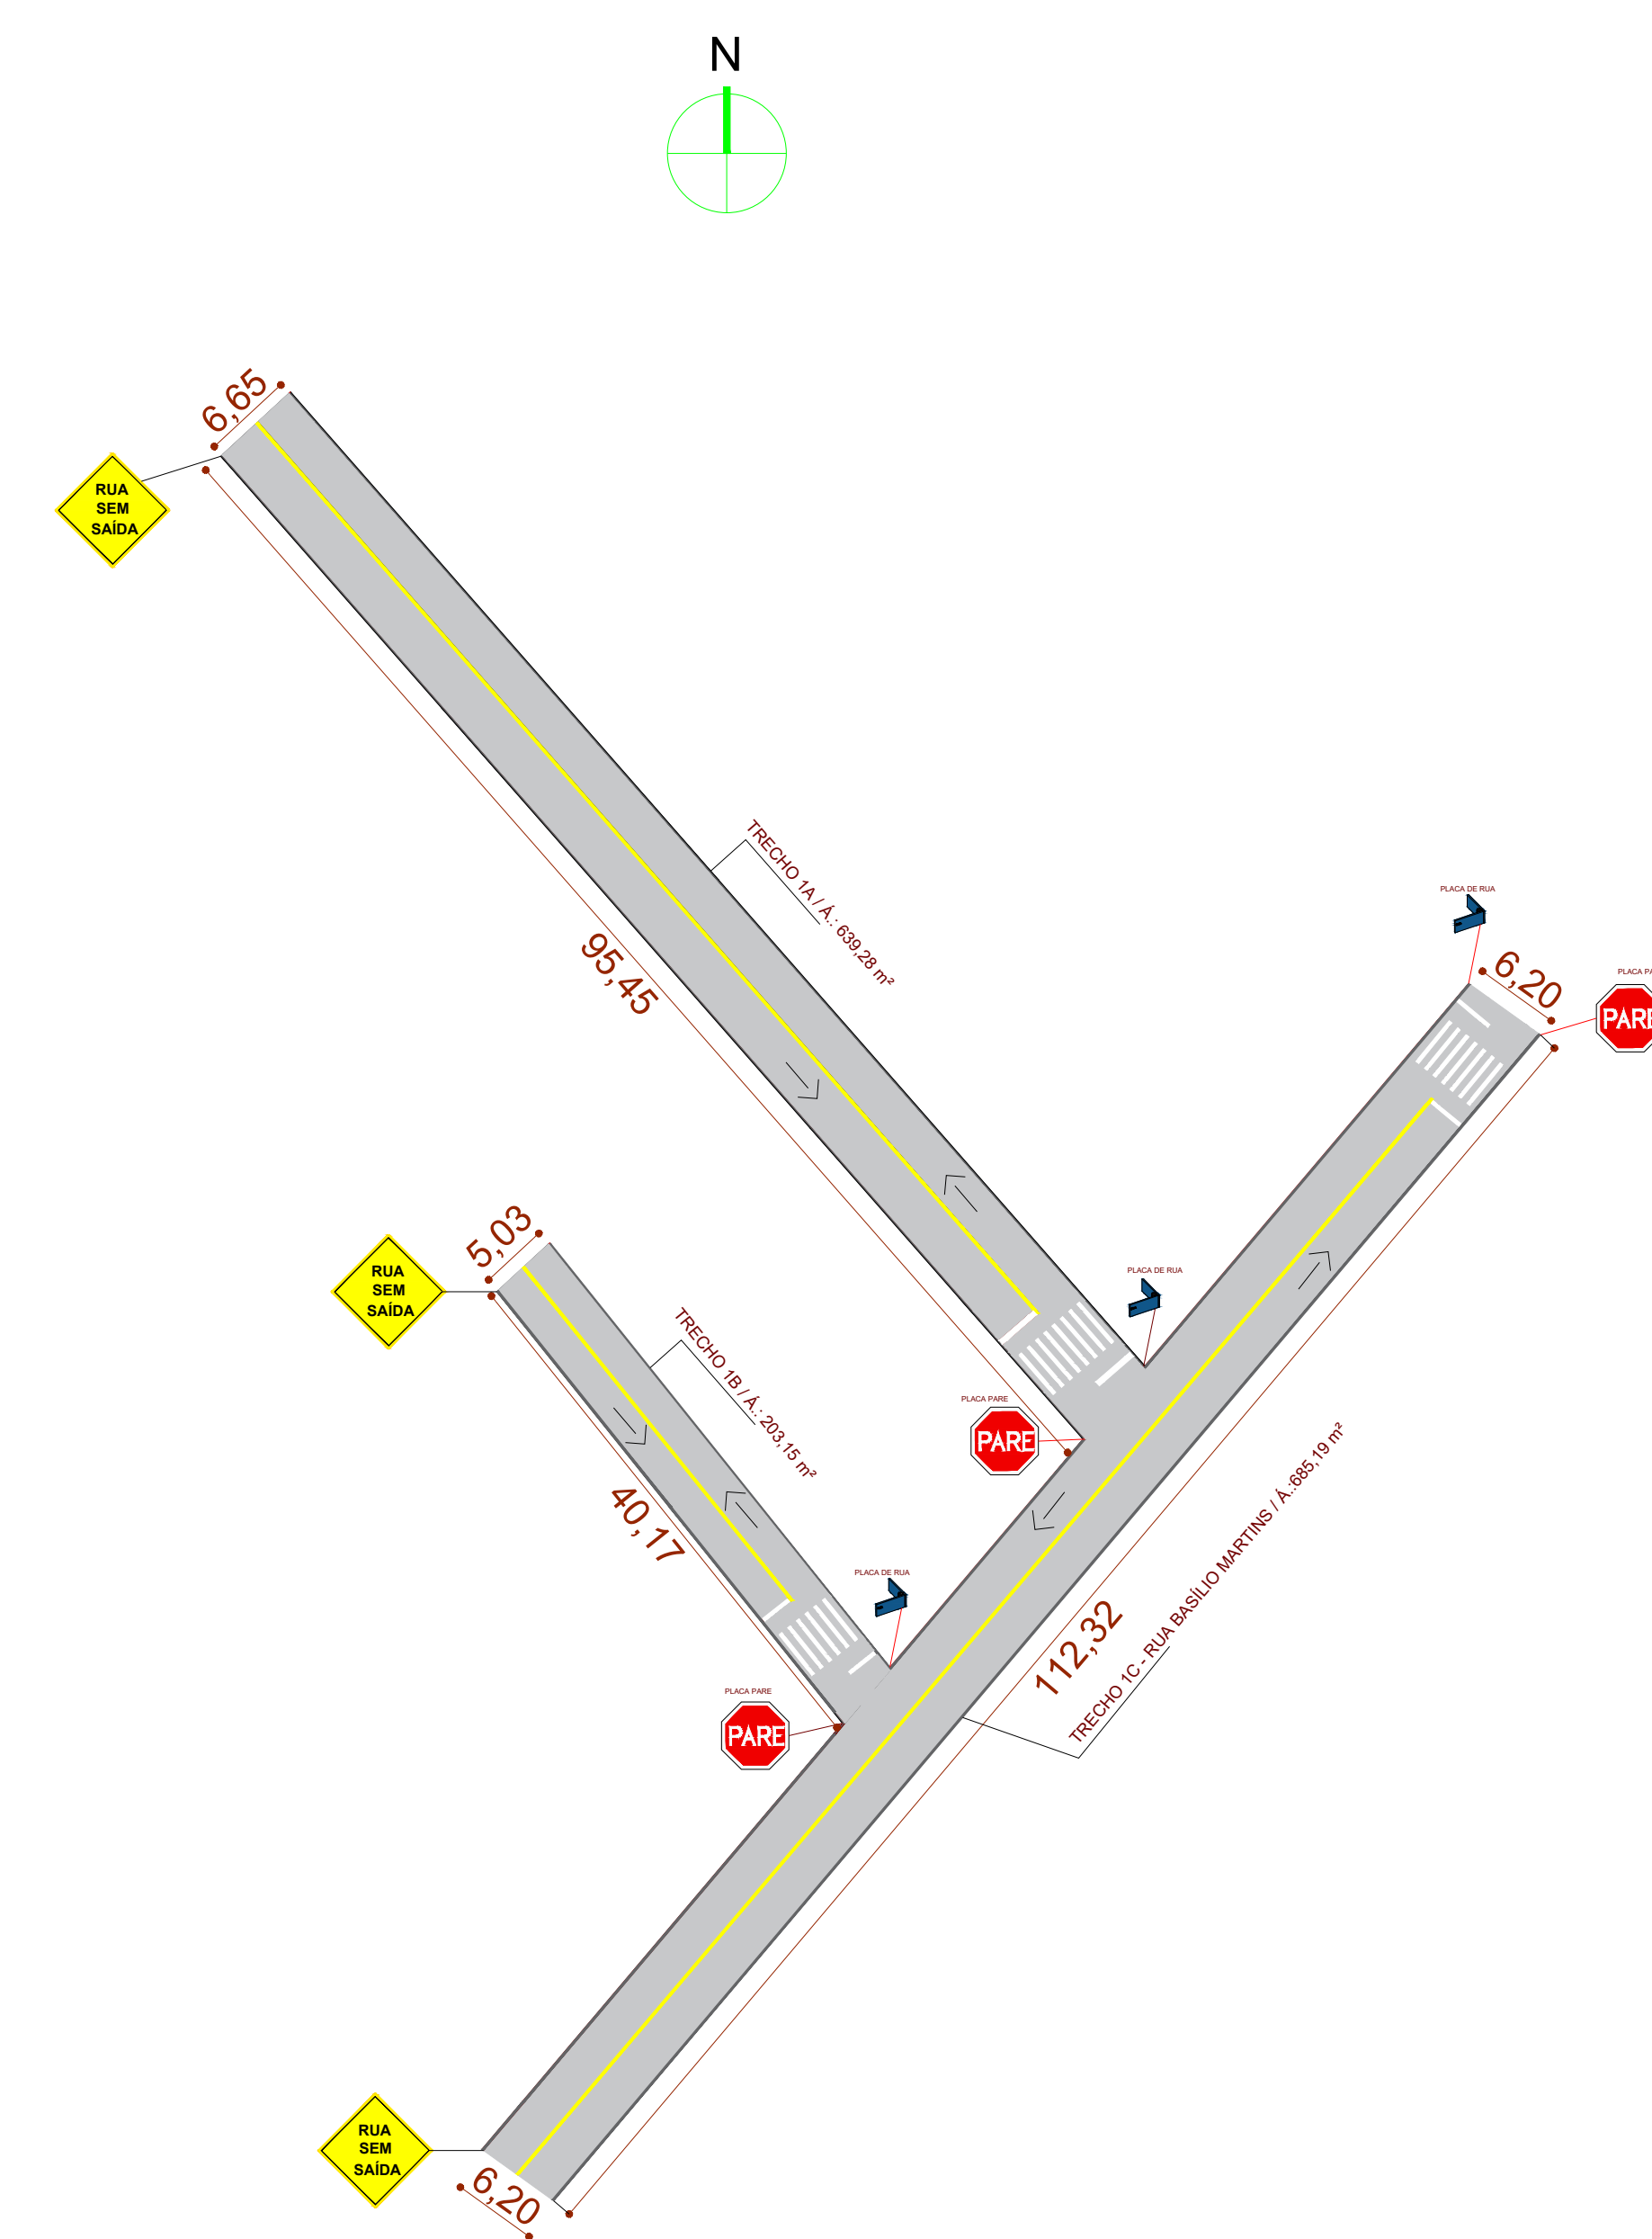 N
6,65
RUA
SEM
SAÍDA
TRECHO 1A / Á.: 639,28 m²
95,45
PLACA DE RUA
6,20
PLACA PA
PARE
5,03
RUA
SEM
SAÍDA
PLACA DE RUA
TRECHO 1B / Á.: 203,15 m²
40,17
PLACA PARE
PARE
TRECHO 1C - RUA BASÍLIO MARTINS / Á.:685,19 m²
112,32
PLACA DE RUA
PLACA PARE
PARE
RUA
SEM
SAÍDA
6,20